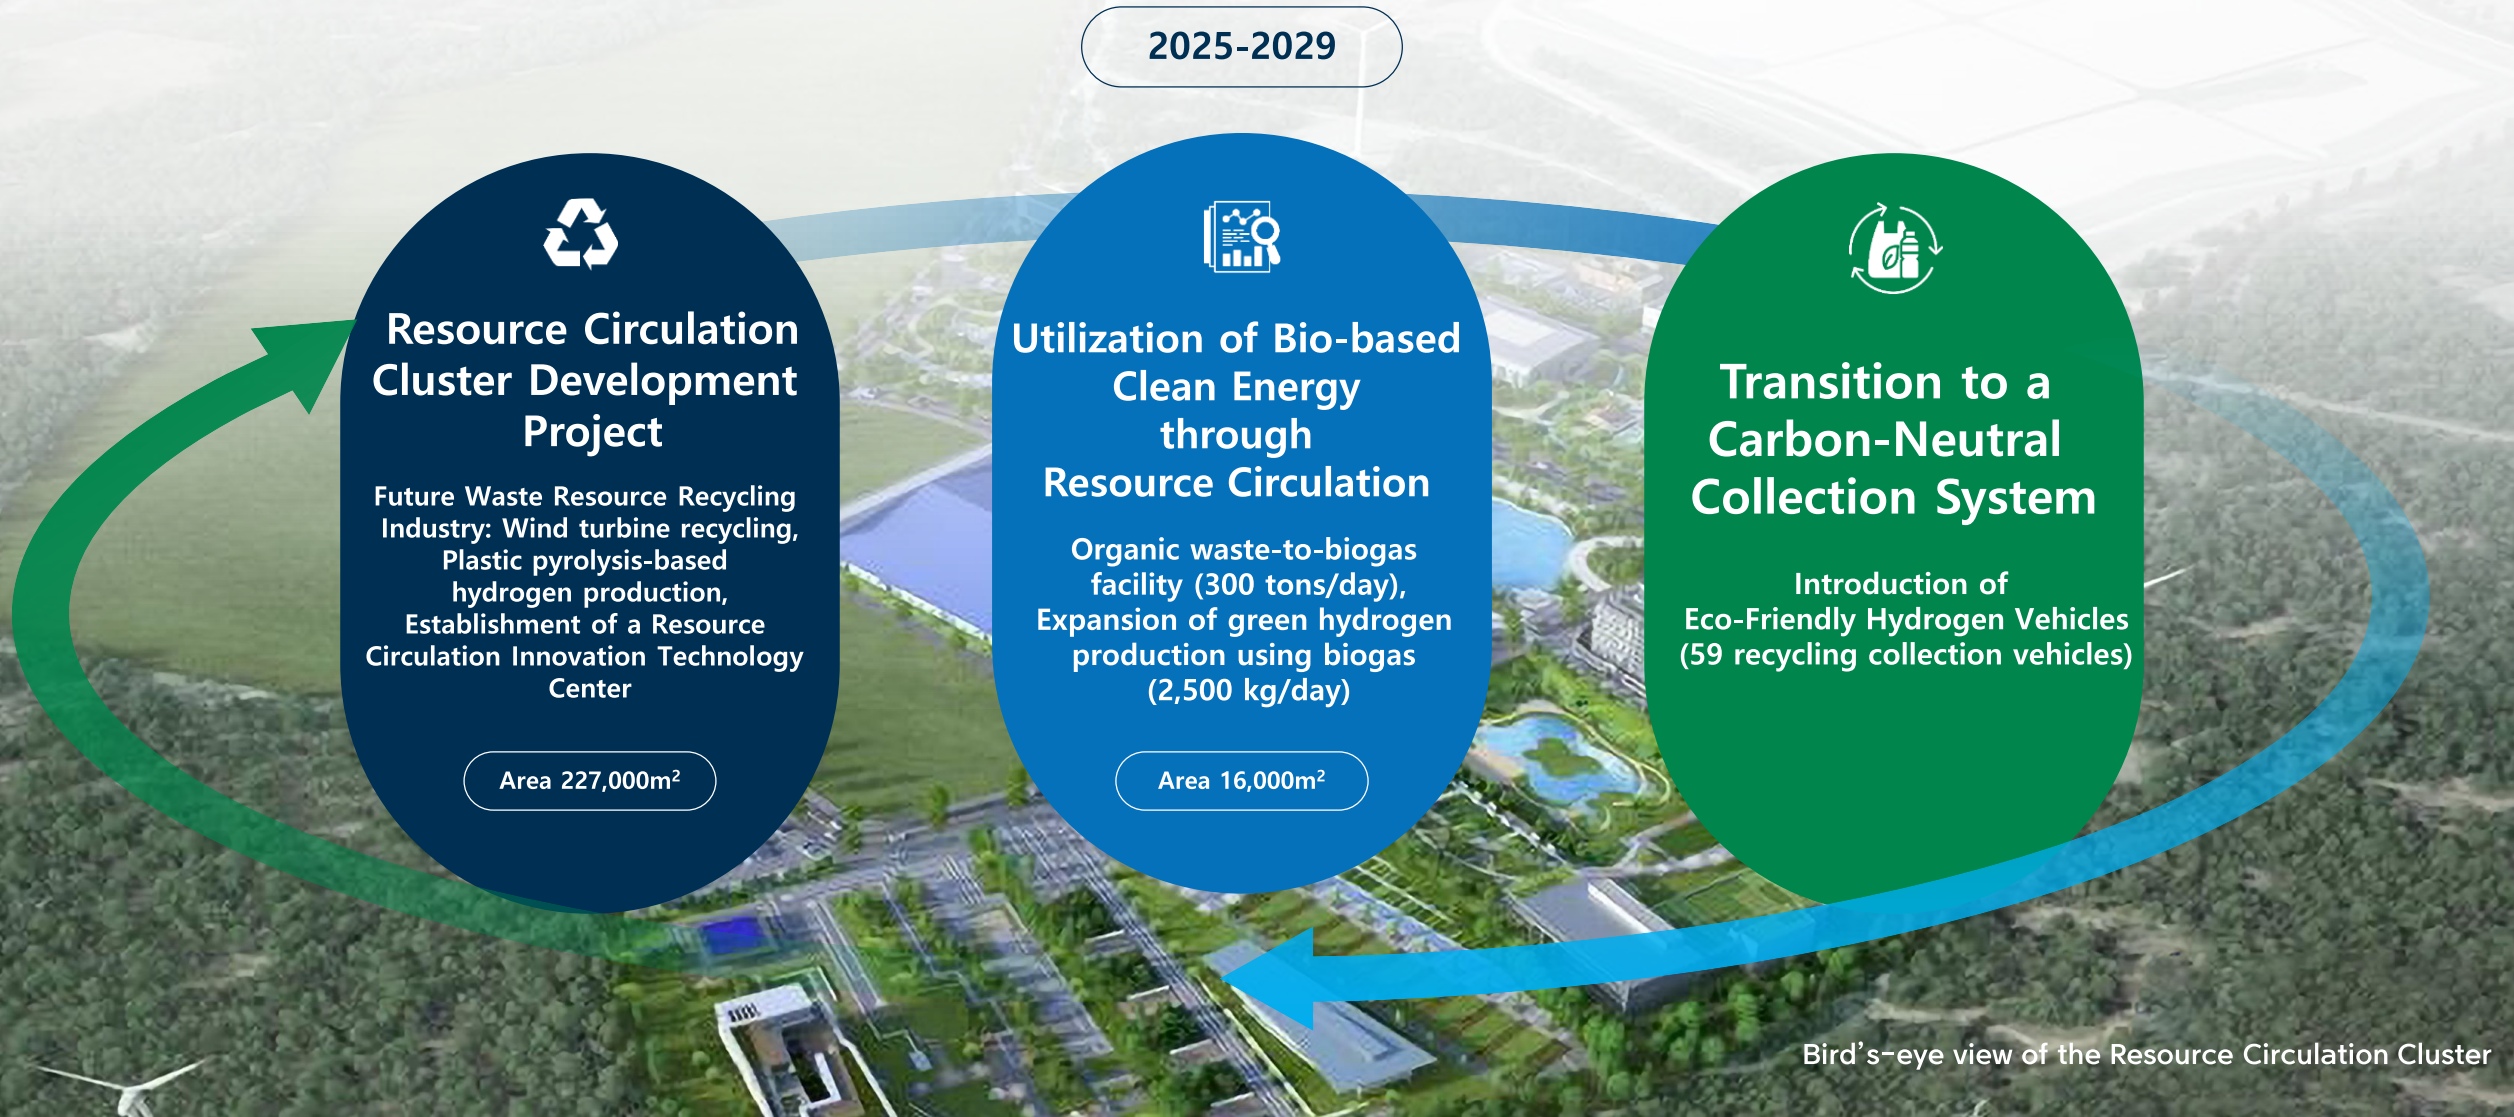 2025-2029
Resource Circulation
Cluster Development
Project
Future Waste Resource Recycling
Industry: Wind turbine recycling,
Plastic pyrolysis-based
hydrogen production,
Establishment of a Resource
Circulation Innovation Technology
Center
Area 227,000m²
Utilization of Bio-based
Clean Energy
through
Resource Circulation
Organic waste-to-biogas
facility (300 tons/day),
Expansion of green hydrogen
production using biogas
(2,500 kg/day)
Area 16,000m²
Transition to a
Carbon-Neutral
Collection System
Introduction of
Eco-Friendly Hydrogen Vehicles
(59 recycling collection vehicles)
Bird's-eye view of the Resource Circulation Cluster